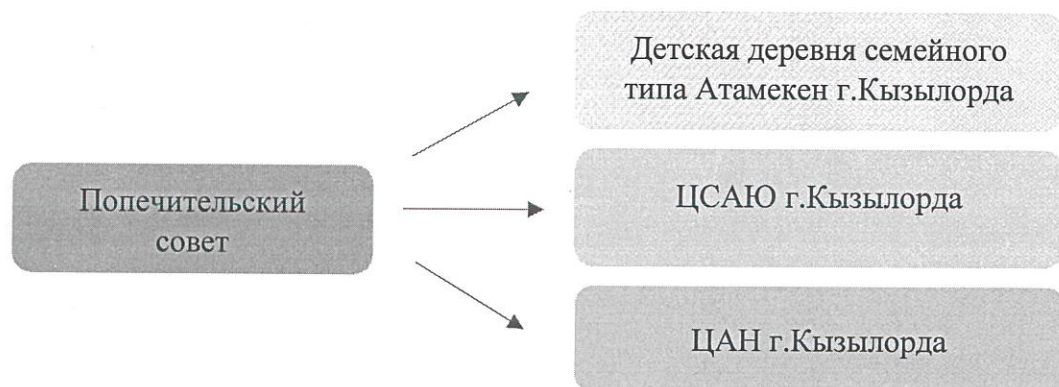 Попечительский
совет
Детская деревня семейного
типа Атамекен г.Кызылорда
ЦСАЮ г.Кызылорда
ЦАН г.Кызылорда